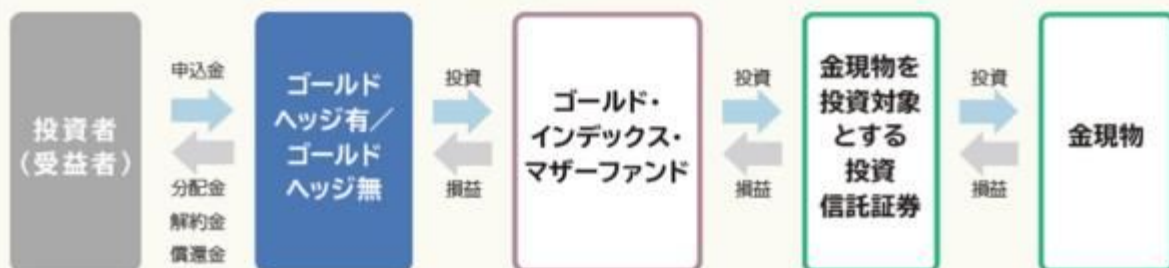 投資者
（受益者）
申込金
分配金
解約金
償還金
ゴールド
ヘッジ有／
ゴールド
ヘッジ無
投資
損益
ゴールド・
インデックス・
マザーファンド
投資
損益
金現物を
投資対象
とする
投資
信託証券
投資
損益
金現物